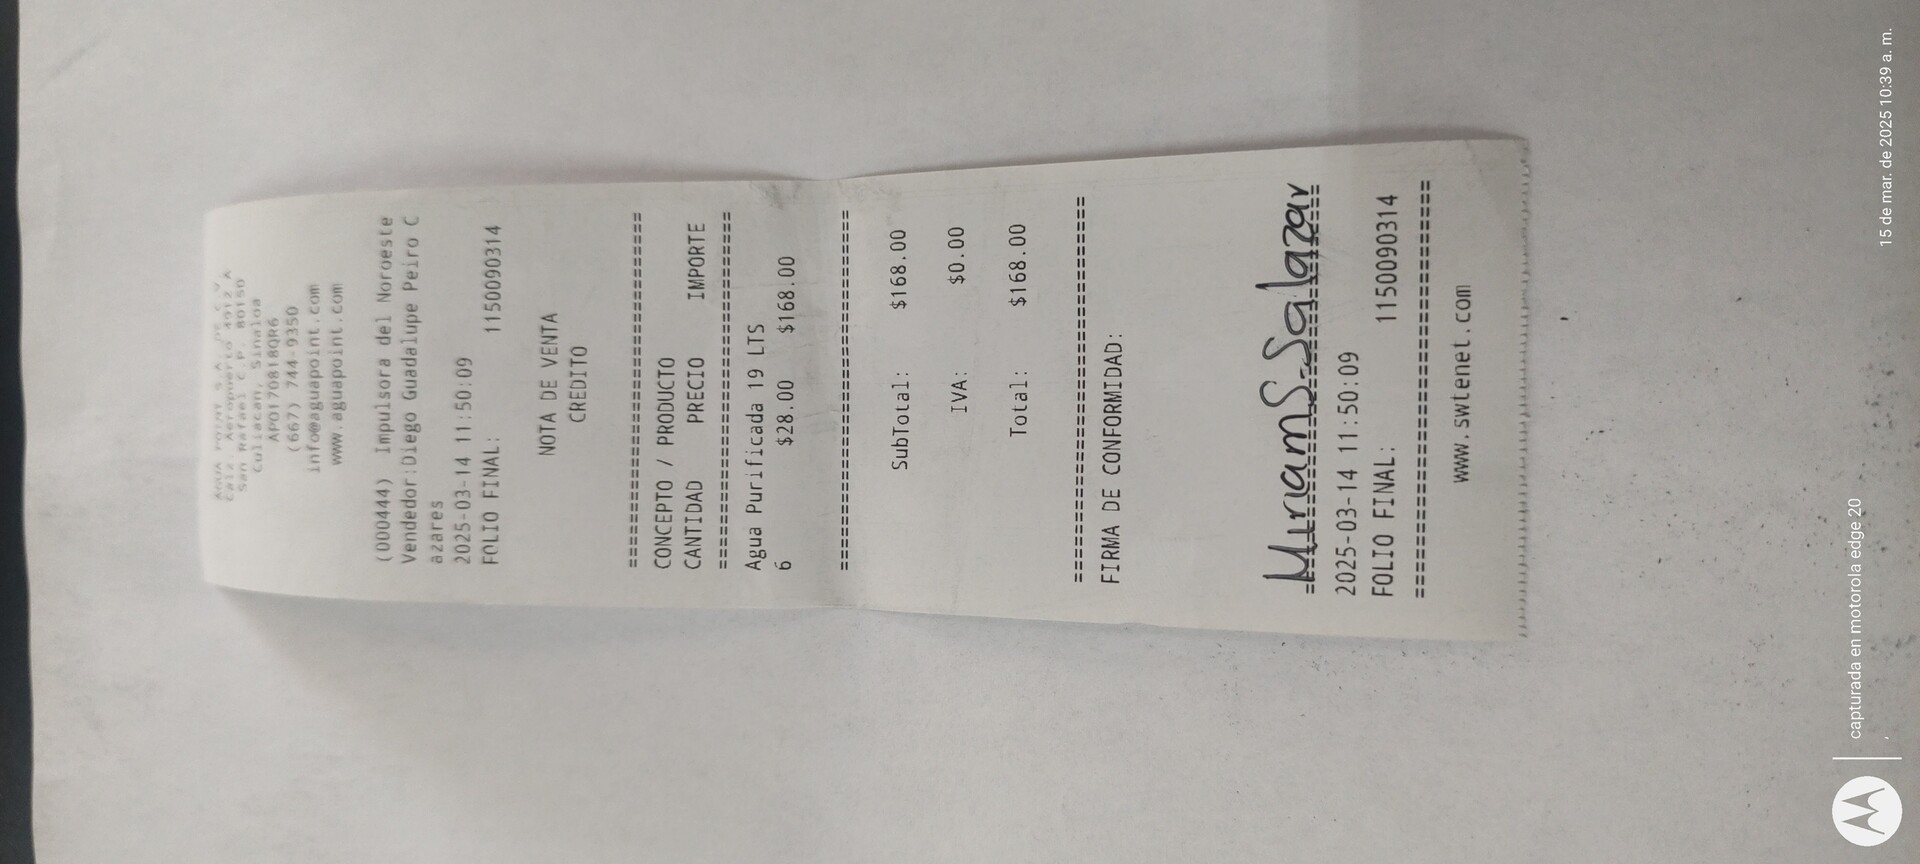 AGUA POINT S.A. DE C.V.
Calz. Aeropuerto 4912 A
San Rafael C.P. 80150
Culiacan, Sinaloa
APO170818QR6
(667) 744-9350
info@aguapoint.com
www.aguapoint.com
(000444) Impulsora del Noroeste
Vendedor:Diego Guadalupe Peiro C
azares
2025-03-14 11:50:09
FOLIO FINAL: 1150090314
NOTA DE VENTA
CREDITO
================================
CONCEPTO / PRODUCTO
CANTIDAD PRECIO IMPORTE
================================
Agua Purificada 19 LTS
6 $28.00 $168.00
================================
SubTotal: $168.00
IVA: $0.00
Total: $168.00
================================
FIRMA DE CONFORMIDAD:
Miriam S. Salazar
================================
2025-03-14 11:50:09
FOLIO FINAL: 1150090314
================================
www.swtenet.com
capturada en motorola edge 20
15 de mar. de 2025 10:39 a. m.